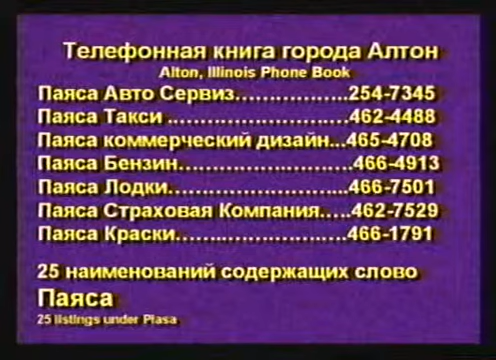 Телефонная книга города Алтон
Alton, Illinois Phone Book
Паяса Авто Сервиз....................254-7345
Паяса Такси ..............................462-4488
Паяса коммерческий дизайн...465-4708
Паяса Бензин.............................466-4913
Паяса Лодки..............................466-7501
Паяса Страховая Компания.....462-7529
Паяса Краски.............................466-1791
25 наименований содержащих слово
Паяса
25 listings under Piasa